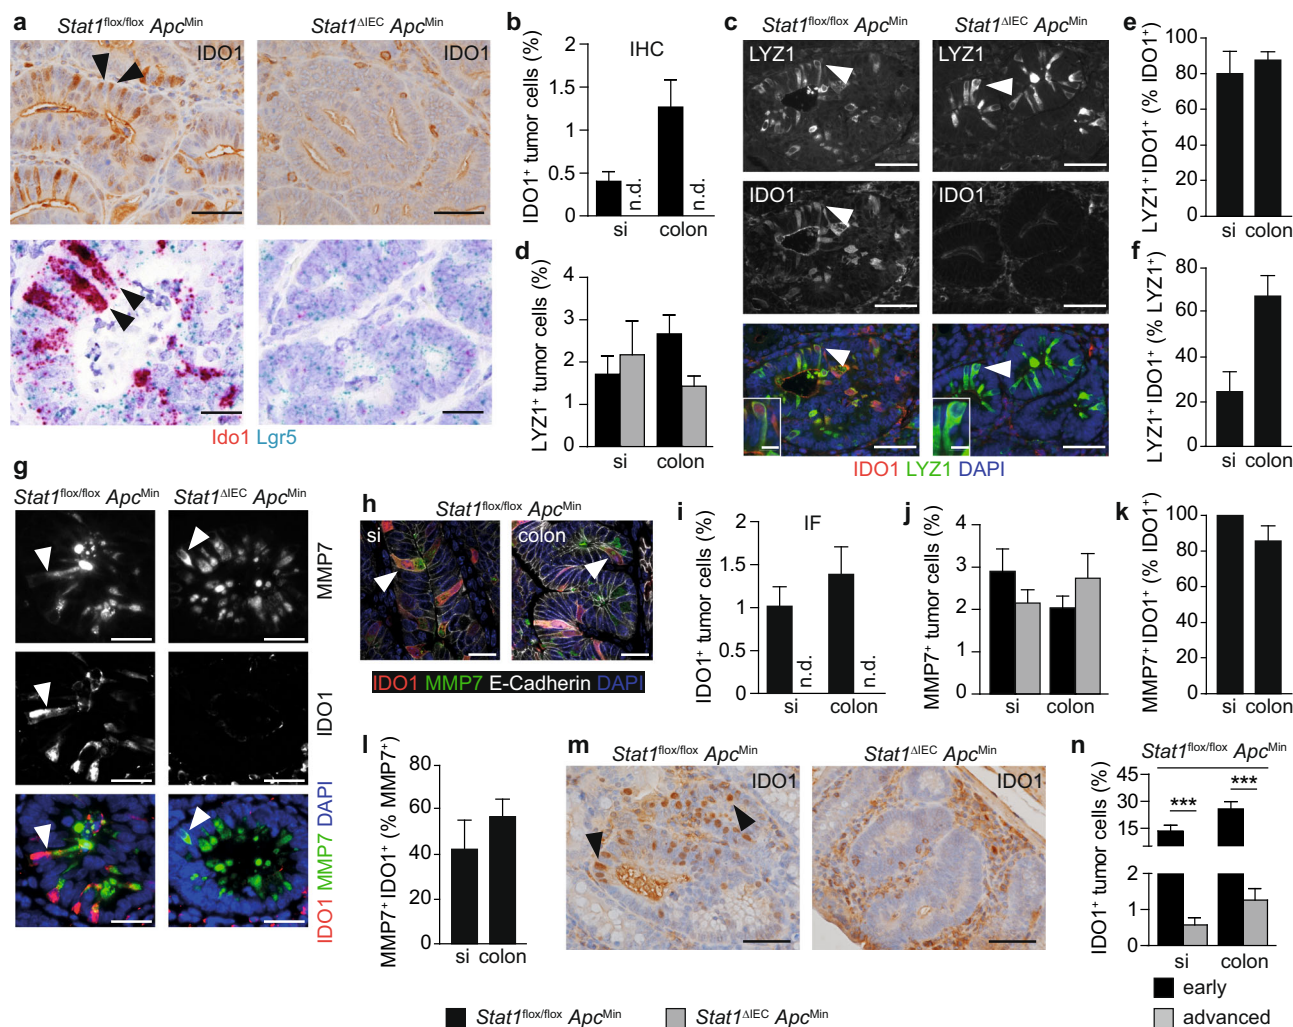 a
Stat1flox/flox ApcMin
Stat1ΔIEC ApcMin
IDO1
IDO1
Ido1 Lgr5
b
IDO1+ tumor cells (%)
2
1.5
1
0.5
0
IHC
n.d.
n.d.
si
colon
c
Stat1flox/flox ApcMin
Stat1ΔIEC ApcMin
LYZ1
LYZ1
IDO1
IDO1
IDO1 LYZ1 DAPI
d
LYZ1+ tumor cells (%)
4
3
2
1
0
si
colon
e
LYZ1+ IDO1+ (% IDO1+)
100
80
60
40
20
0
si
colon
f
LYZ1+ IDO1+ (% LYZ1+)
80
60
40
20
0
si
colon
g
Stat1flox/flox ApcMin
Stat1ΔIEC ApcMin
MMP7
IDO1
IDO1 MMP7 DAPI
h
Stat1flox/flox ApcMin
si
colon
IDO1 MMP7 E-Cadherin DAPI
i
IDO1+ tumor cells (%)
2
1.5
1
0.5
0
IF
n.d.
n.d.
si
colon
j
MMP7+ tumor cells (%)
4
3
2
1
0
si
colon
k
MMP7+ IDO1+ (% IDO1+)
100
80
60
40
20
0
si
colon
l
MMP7+ IDO1+ (% MMP7+)
80
60
40
20
0
si
colon
m
Stat1flox/flox ApcMin
Stat1ΔIEC ApcMin
IDO1
IDO1
n
Stat1flox/flox ApcMin
IDO1+ tumor cells (%)
45
30
15
2
1
0
***
***
si
colon
early
advanced
Stat1flox/flox ApcMin
Stat1ΔIEC ApcMin